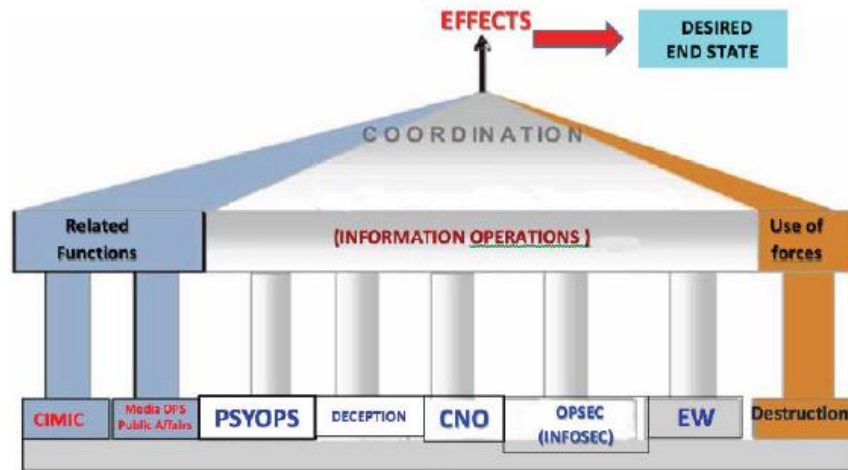 EFFECTS
DESIRED
END STATE
COORDINATION
Related
Functions
(INFORMATION OPERATIONS )
Use of
forces
CIMIC
Media OPS
Public Affairs
PSYOPS
DECEPTION
CNO
OPSEC
(INFOSEC)
EW
Destruction